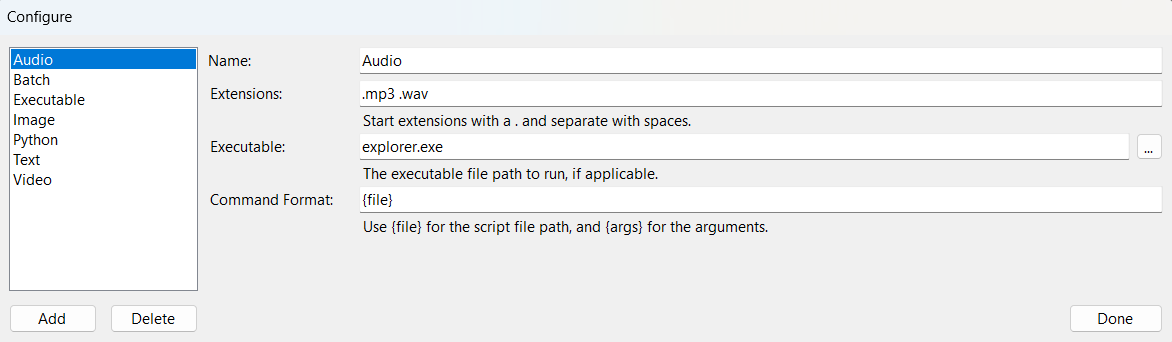 Configure
Audio
Batch
Executable
Image
Python
Text
Video
Name:
Audio
Extensions:
.mp3 .wav
Start extensions with a . and separate with spaces.
Executable:
explorer.exe
...
The executable file path to run, if applicable.
Command Format:
{file}
Use {file} for the script file path, and {args} for the arguments.
Add
Delete
Done